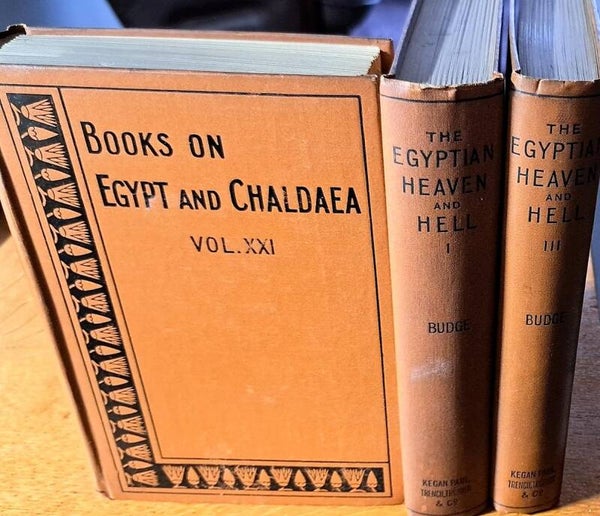 BOOKS ON
EGYPT AND CHALDAEA
VOL. XXI
THE
EGYPTIAN
HEAVEN
AND
HELL
I
BUDGE
KEGAN PAUL,
TRENCH, TRÜBNER
& Co
THE
EGYPTIAN
HEAVEN
AND
HELL
III
BUDGE
KEGAN PAUL,
TRENCH, TRÜBNER
& Co